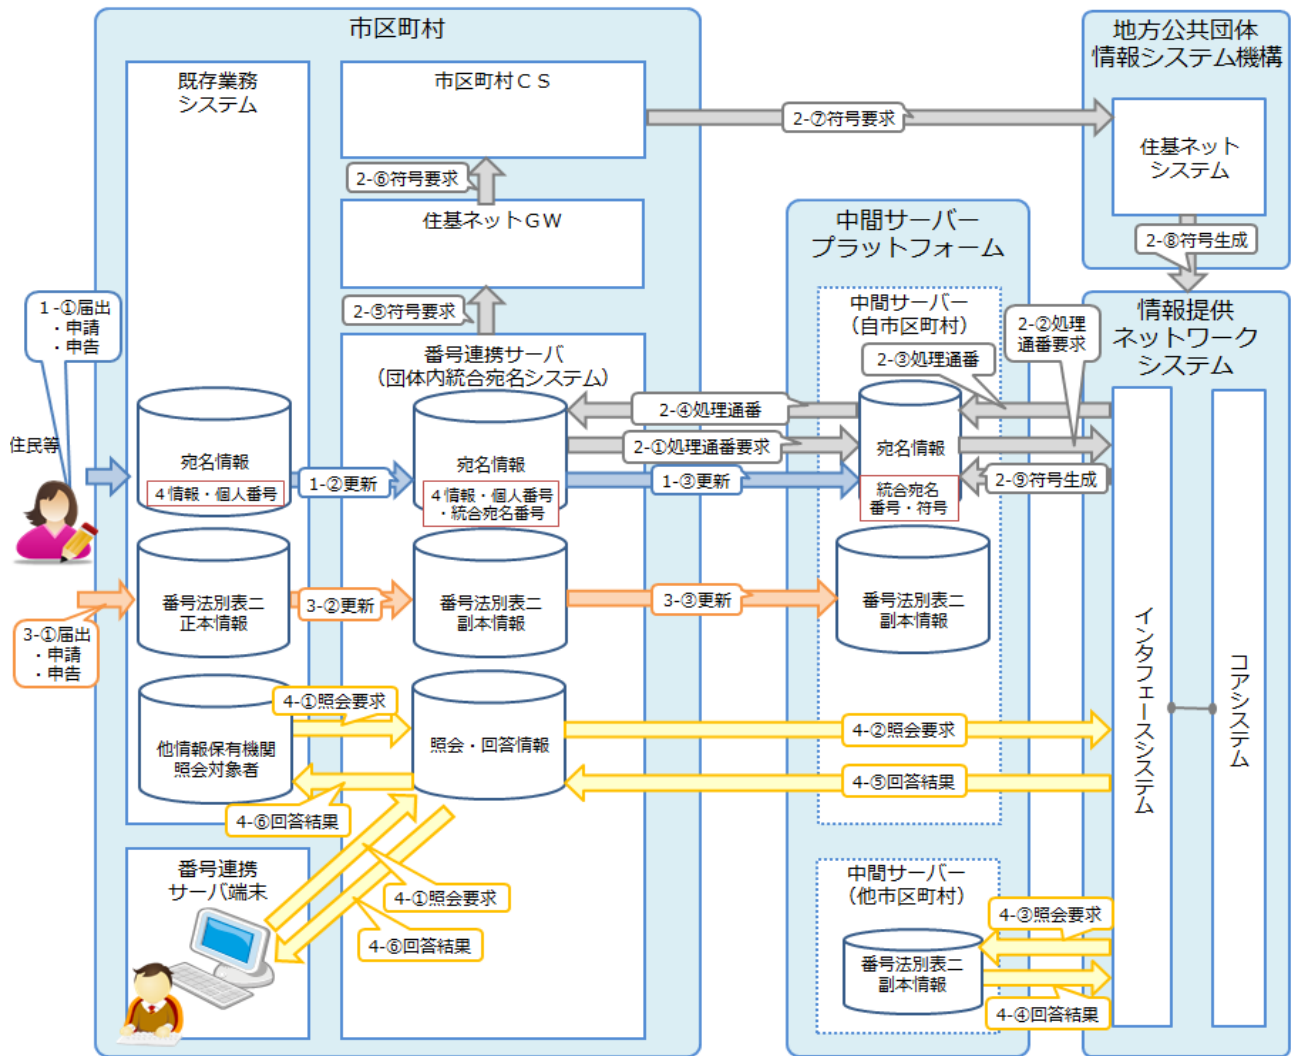 市区町村
既存業務
システム
市区町村ＣＳ
2-⑦符号要求
地方公共団体
情報システム機構
住基ネット
システム
2-⑥符号要求
住基ネットＧＷ
2-⑧符号生成
中間サーバー
プラットフォーム
1-①届出
・申請
・申告
2-⑤符号要求
番号連携サーバ
（団体内統合宛名システム）
中間サーバー
（自市区町村）
2-②処理
通番要求
2-③処理通番
情報提供
ネットワーク
システム
住民等
宛名情報
４情報・個人番号
1-②更新
宛名情報
４情報・個人番号
・統合宛名番号
2-④処理通番
2-①処理通番要求
1-③更新
宛名情報
統合宛名
番号・符号
2-⑨符号生成
3-①届出
・申請
・申告
番号法別表二
正本情報
3-②更新
番号法別表二
副本情報
3-③更新
番号法別表二
副本情報
インタフェースシステム
コアシステム
他情報保有機関
照会対象者
4-①照会要求
照会・回答情報
4-②照会要求
4-⑤回答結果
4-⑥回答結果
番号連携
サーバ端末
4-①照会要求
4-⑥回答結果
中間サーバー
（他市区町村）
4-③照会要求
番号法別表二
副本情報
4-④回答結果